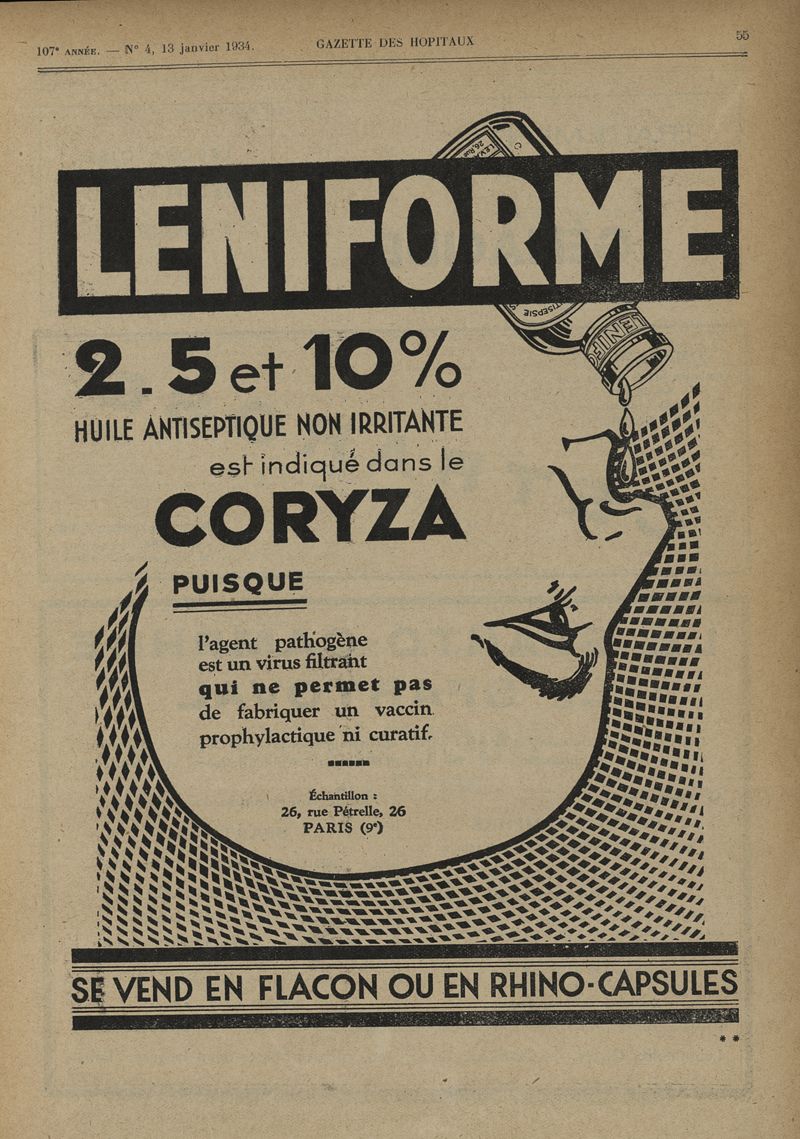 107ᵉ ANNÉE. — N° 4, 13 janvier 1934.
GAZETTE DES HOPITAUX
55
LENIFORME
2.5 et 10%
HUILE ANTISEPTIQUE NON IRRITANTE
est indiqué dans le
CORYZA
PUISQUE
l'agent pathogène
est un virus filtrant
qui ne permet pas
de fabriquer un vaccin
prophylactique ni curatif.
Échantillon :
26, rue Pétrelle, 26
PARIS (9ᵉ)
SE VEND EN FLACON OU EN RHINO-CAPSULES
* *
26, Rue